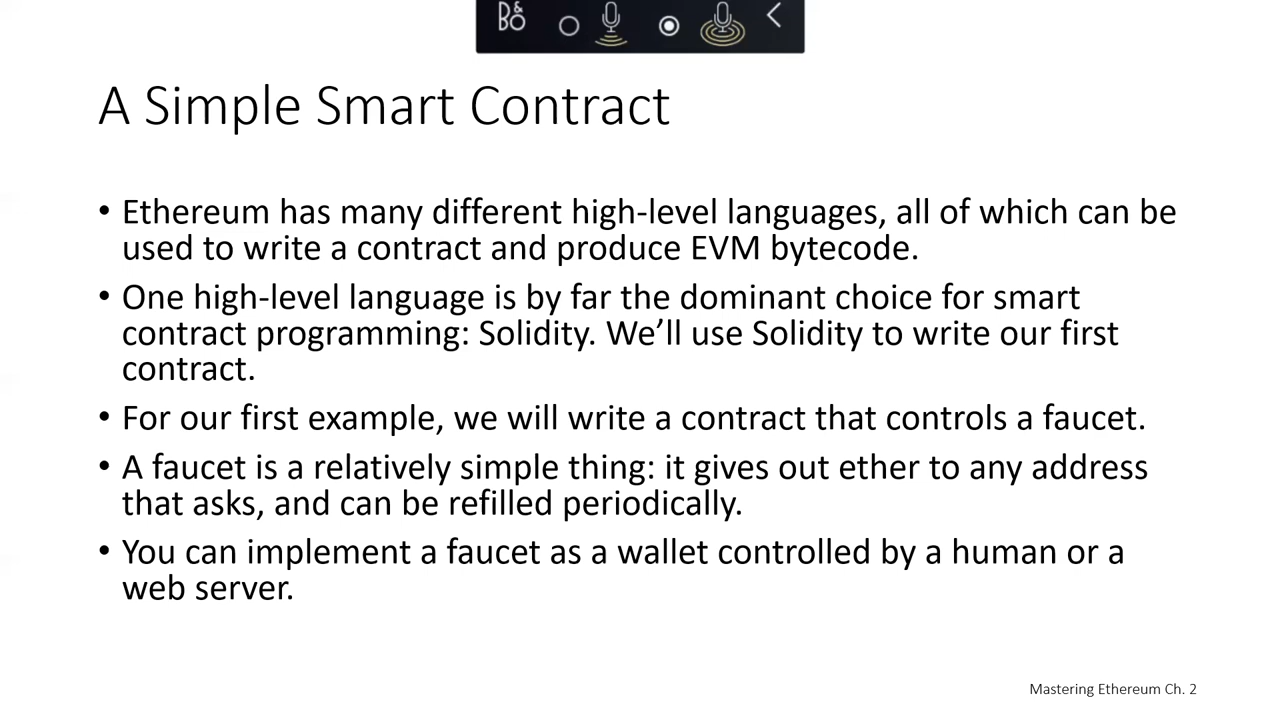 B&O
A Simple Smart Contract
• Ethereum has many different high-level languages, all of which can be
used to write a contract and produce EVM bytecode.
• One high-level language is by far the dominant choice for smart
contract programming: Solidity. We’ll use Solidity to write our first
contract.
• For our first example, we will write a contract that controls a faucet.
• A faucet is a relatively simple thing: it gives out ether to any address
that asks, and can be refilled periodically.
• You can implement a faucet as a wallet controlled by a human or a
web server.
Mastering Ethereum Ch. 2